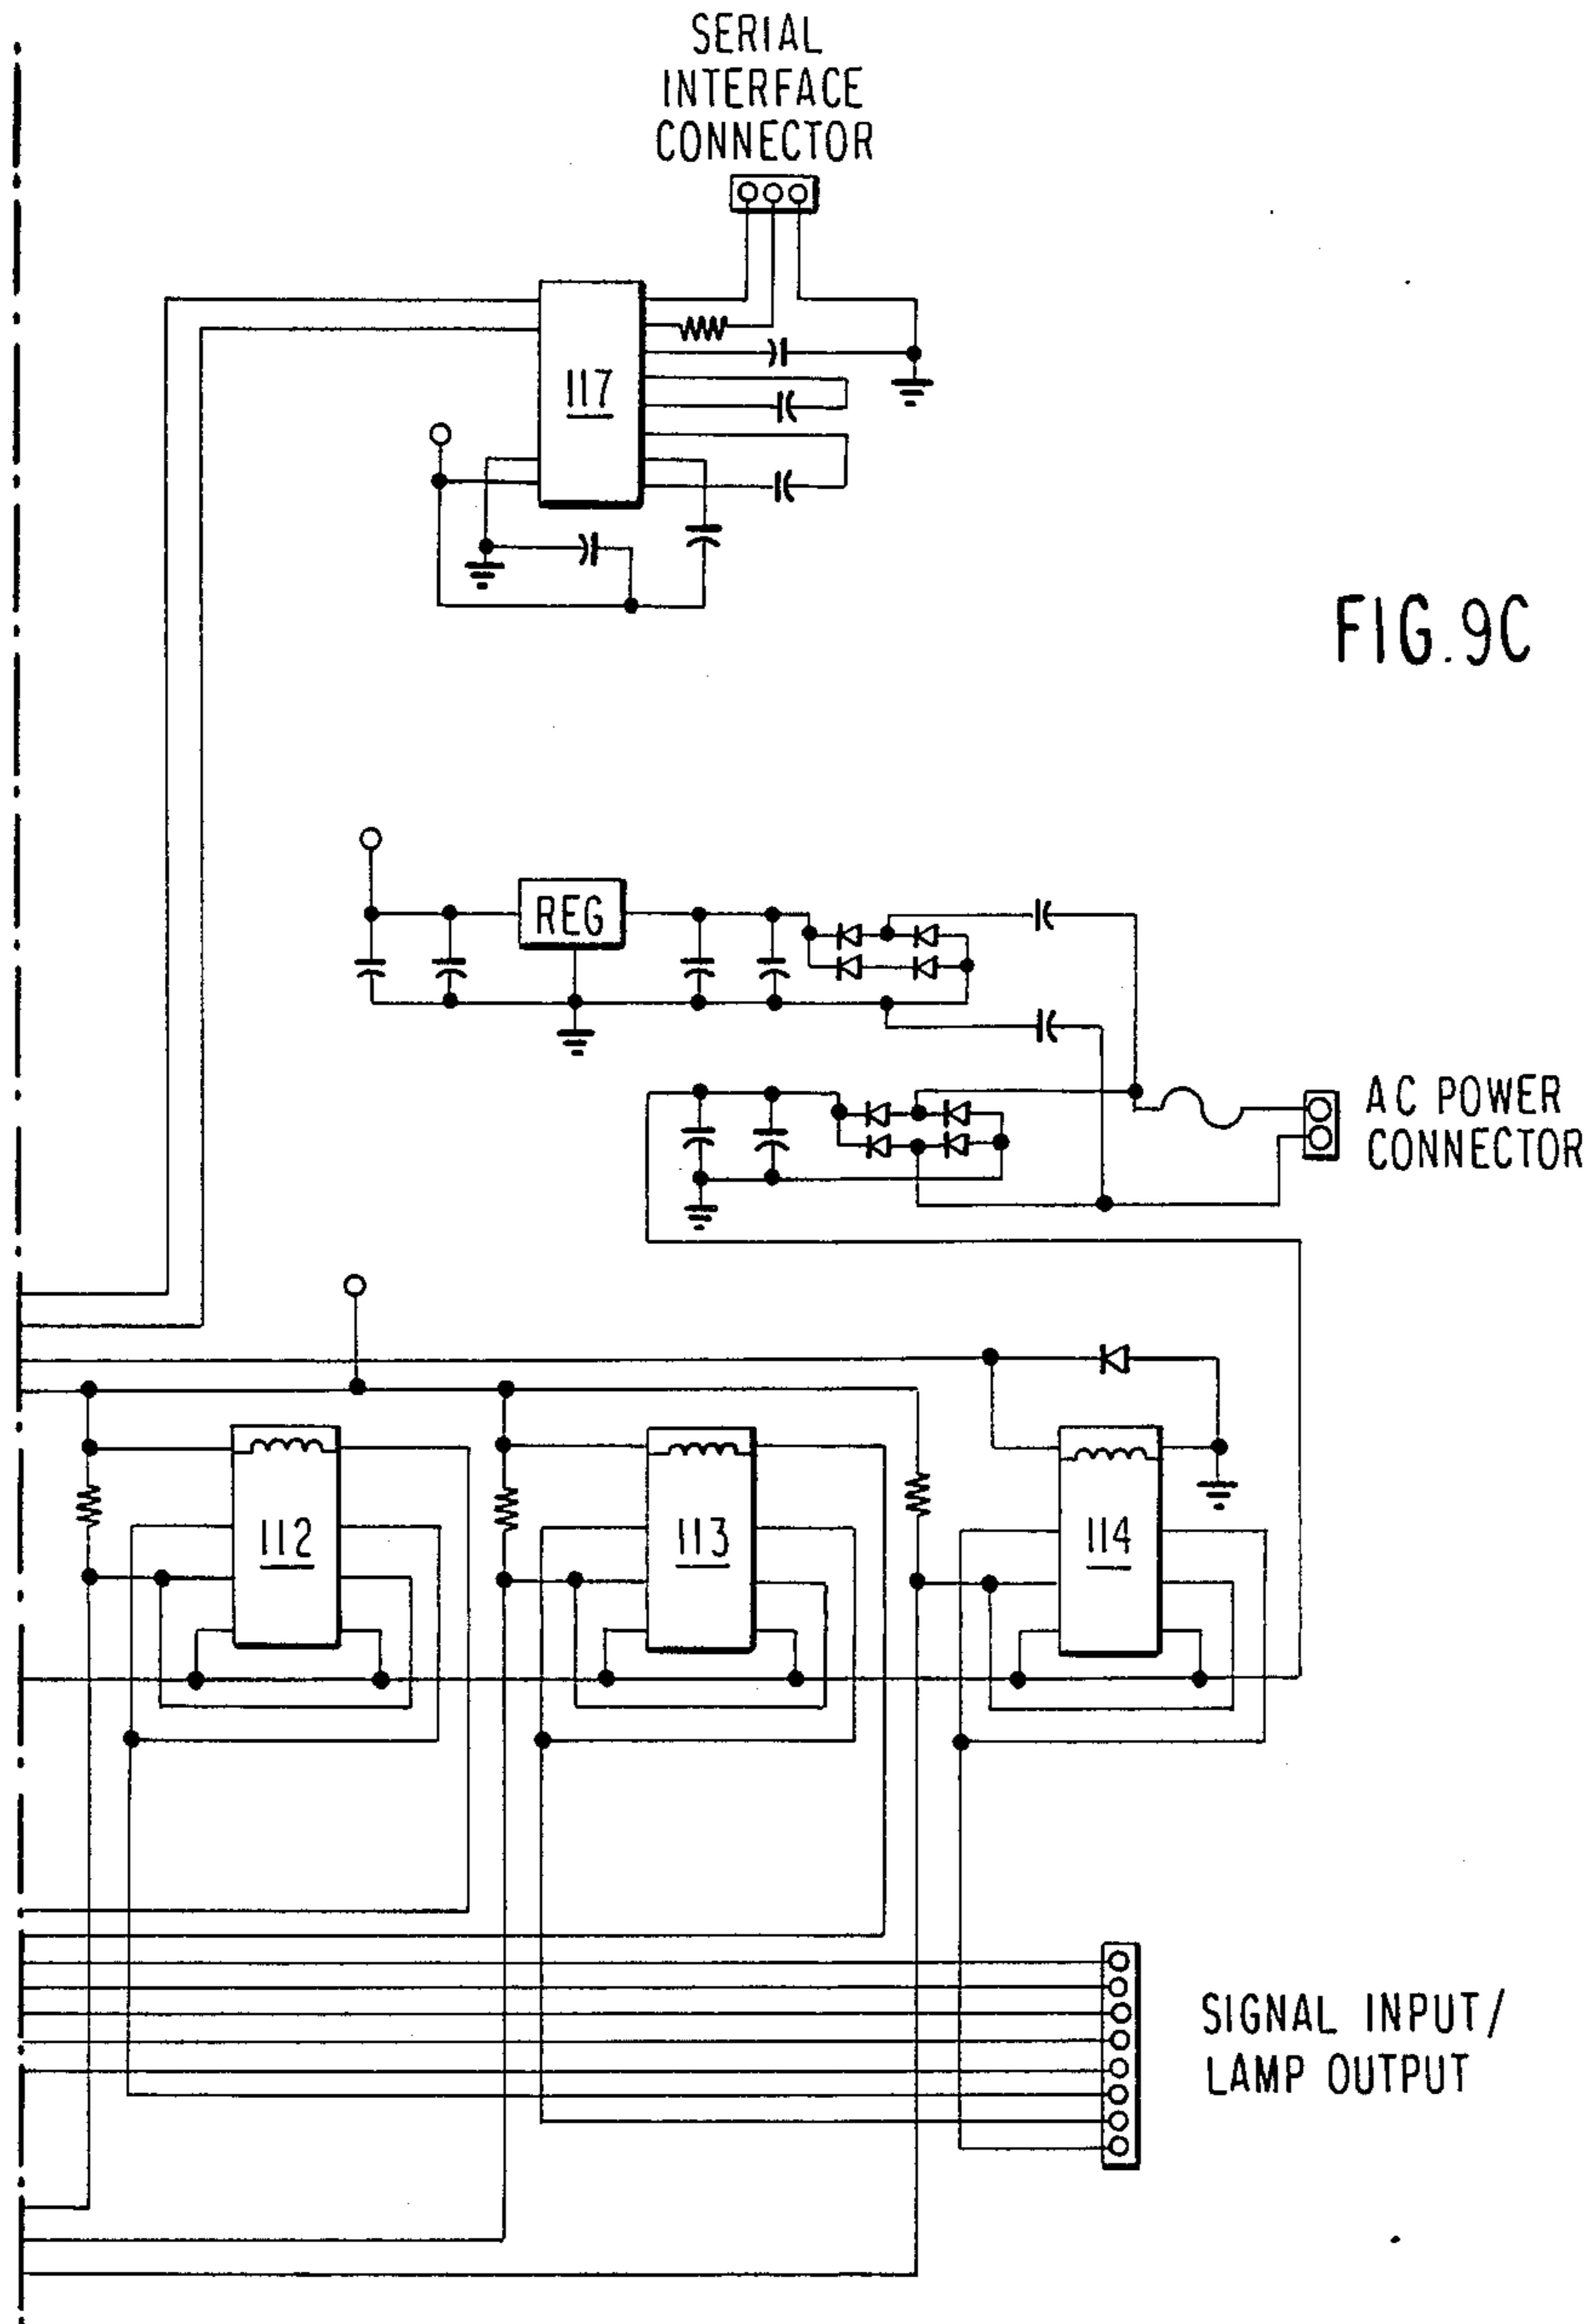 SERIAL
INTERFACE
CONNECTOR
117
FIG. 9C
REG
AC POWER
CONNECTOR
112
113
114
SIGNAL INPUT/
LAMP OUTPUT